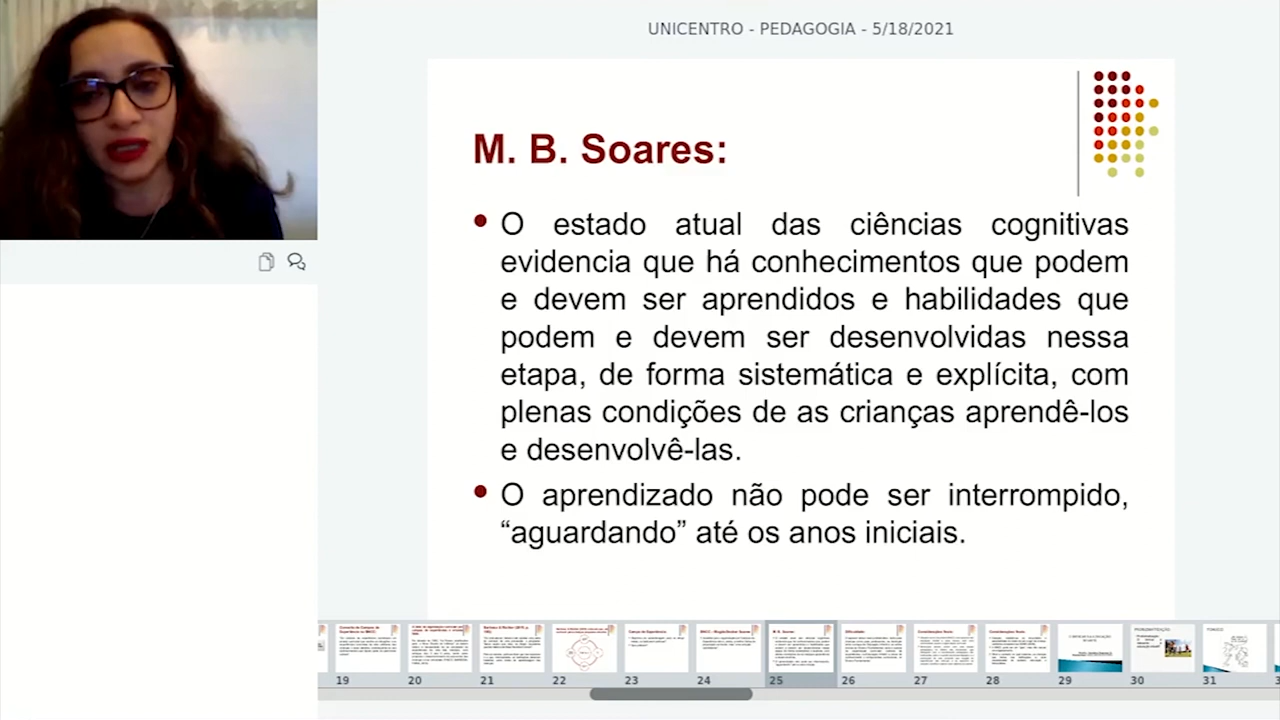 UNICENTRO - PEDAGOGIA - 5/18/2021
M. B. Soares:
O estado atual das ciências cognitivas
evidencia que há conhecimentos que podem
e devem ser aprendidos e habilidades que
podem e devem ser desenvolvidas nessa
etapa, de forma sistemática e explícita, com
plenas condições de as crianças aprendê-los
e desenvolvê-las.
O aprendizado não pode ser interrompido,
“aguardando” até os anos iniciais.
19 20 21 22 23 24 25 26 27 28 29 30 31